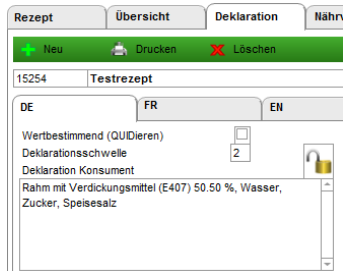 Rezept Übersicht Deklaration
Neu Drucken Löschen
15254 Testrezept
DE FR EN
Wertbestimmend (QUIDieren)
Deklarationsschwelle 2
Deklaration Konsument
Rahm mit Verdickungsmittel (E407) 50.50 %, Wasser,
Zucker, Speisesalz